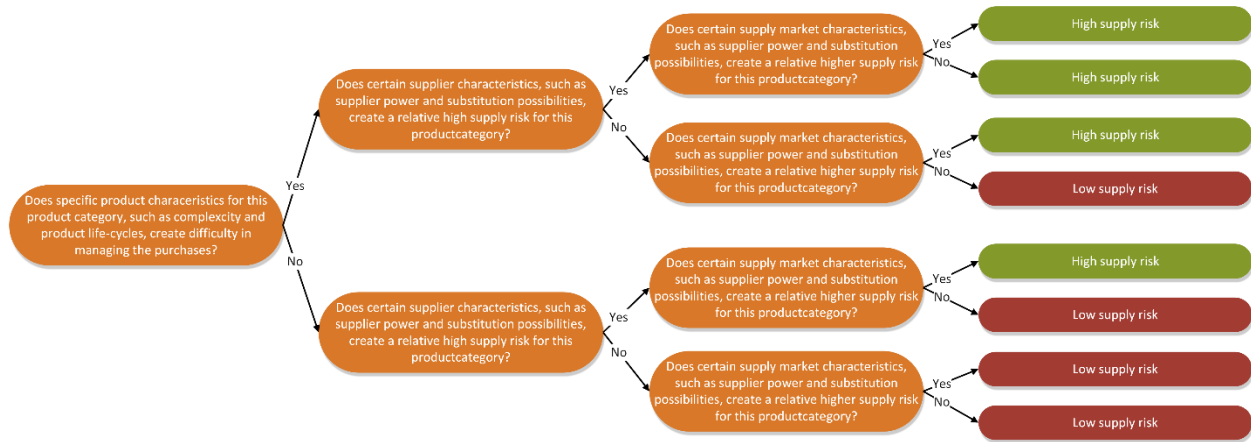 Does specific product characeristics for this
product category, such as complexcity and
product life-cycles, create difficulty in
managing the purchases?
Yes
No
Does certain supplier characteristics, such as
supplier power and substitution possibilities,
create a relative high supply risk for this
productcategory?
Yes
No
Does certain supply market characteristics,
such as supplier power and substitution
possibilities, create a relative higher supply risk
for this productcategory?
Yes
No
High supply risk
High supply risk
Does certain supply market characteristics,
such as supplier power and substitution
possibilities, create a relative higher supply risk
for this productcategory?
Yes
No
High supply risk
Low supply risk
Does certain supplier characteristics, such as
supplier power and substitution possibilities,
create a relative high supply risk for this
productcategory?
Yes
No
Does certain supply market characteristics,
such as supplier power and substitution
possibilities, create a relative higher supply risk
for this productcategory?
Yes
No
High supply risk
Low supply risk
Does certain supply market characteristics,
such as supplier power and substitution
possibilities, create a relative higher supply risk
for this productcategory?
Yes
No
Low supply risk
Low supply risk